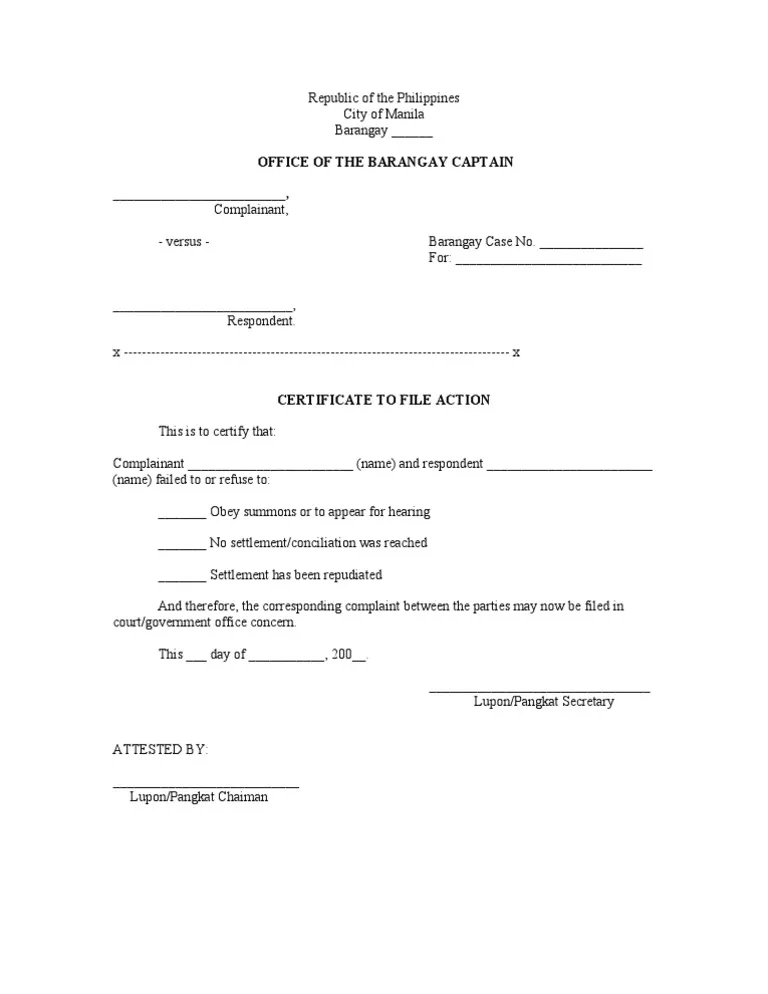 Republic of the Philippines
City of Manila
Barangay ______
OFFICE OF THE BARANGAY CAPTAIN
_________________________,
Complainant,
- versus -
Barangay Case No. _______________
For: ___________________________
__________________________,
Respondent.
x ------------------------------------------------------------------------------------ x
CERTIFICATE TO FILE ACTION
This is to certify that:
Complainant ________________________ (name) and respondent ________________________
(name) failed to or refuse to:
_______ Obey summons or to appear for hearing
_______ No settlement/conciliation was reached
_______ Settlement has been repudiated
And therefore, the corresponding complaint between the parties may now be filed in
court/government office concern.
This ___ day of ___________, 200__.
________________________________
Lupon/Pangkat Secretary
ATTESTED BY:
___________________________
Lupon/Pangkat Chaiman